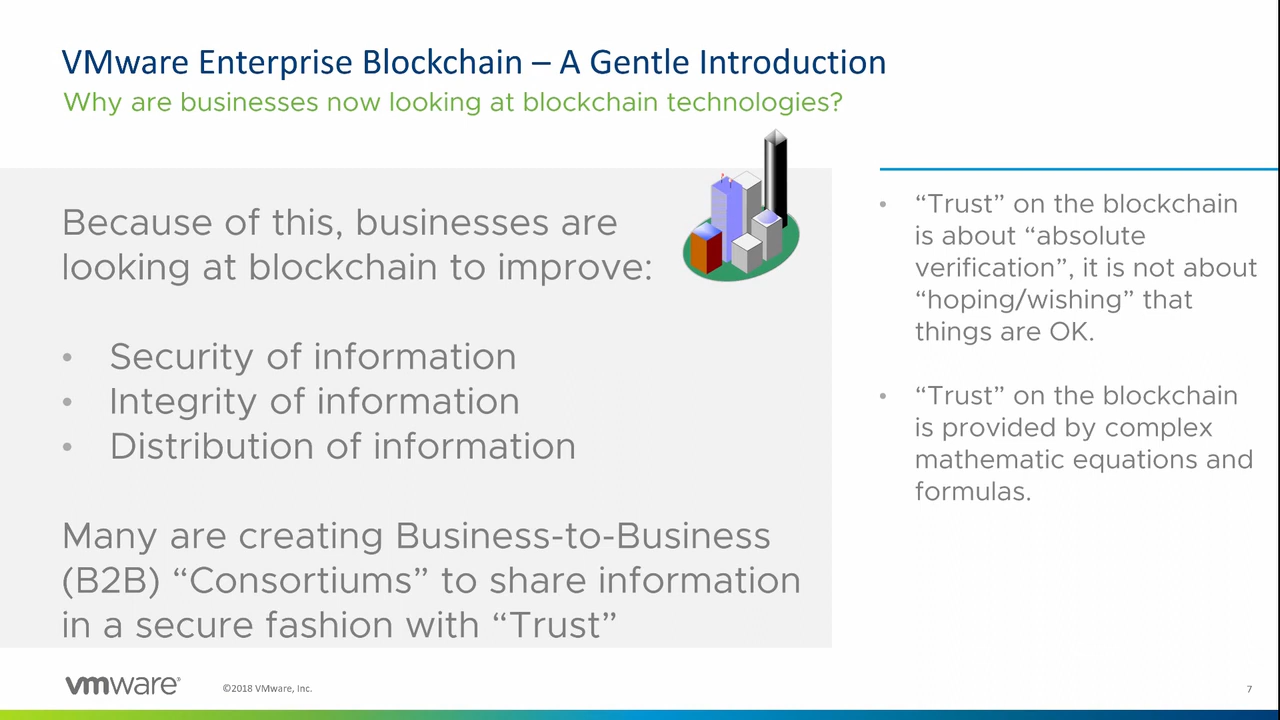 VMware Enterprise Blockchain – A Gentle Introduction
Why are businesses now looking at blockchain technologies?
Because of this, businesses are
looking at blockchain to improve:
• Security of information
• Integrity of information
• Distribution of information
Many are creating Business-to-Business
(B2B) “Consortiums” to share information
in a secure fashion with “Trust”
• “Trust” on the blockchain
is about “absolute
verification”, it is not about
“hoping/wishing” that
things are OK.
• “Trust” on the blockchain
is provided by complex
mathematic equations and
formulas.
vmware®
©2018 VMware, Inc.
7